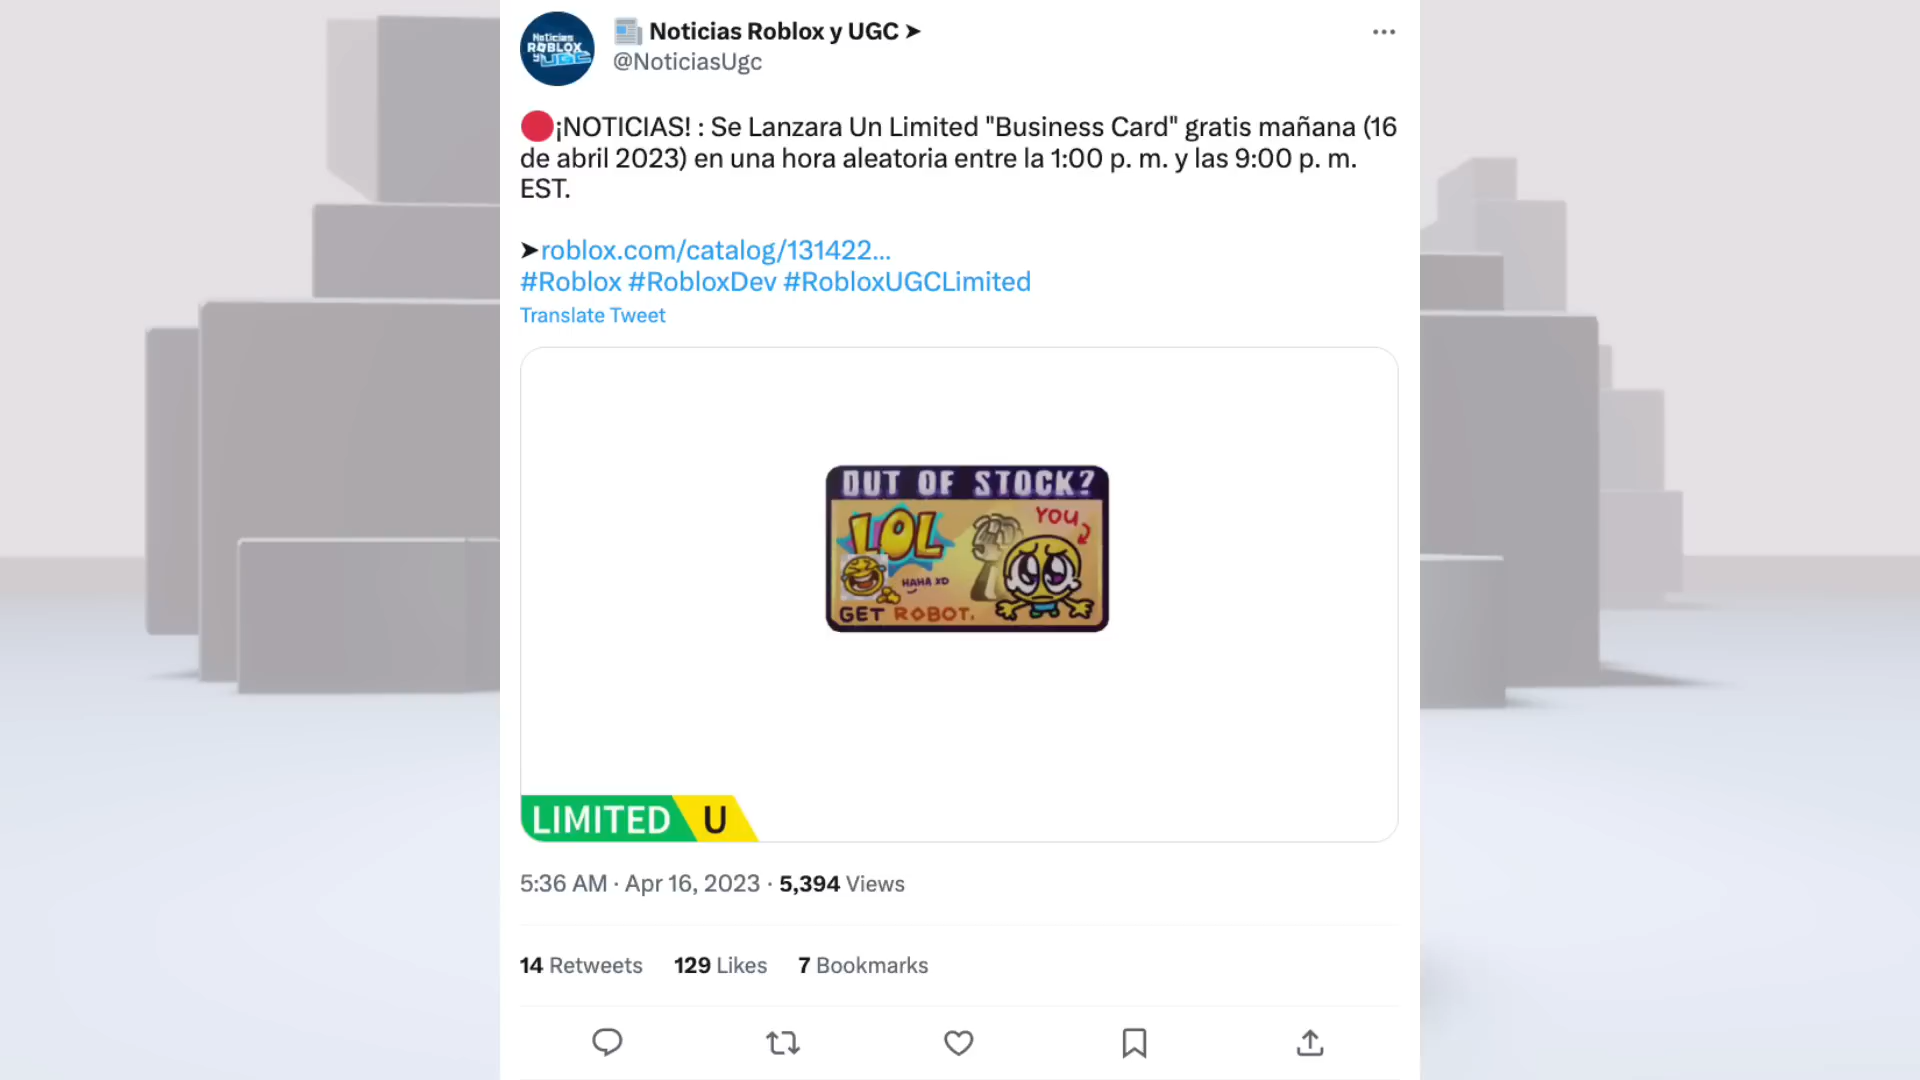 Noticias
ROBLOX
y UGC
Noticias Roblox y UGC ➤
@NoticiasUgc
¡NOTICIAS! : Se Lanzara Un Limited "Business Card" gratis mañana (16
de abril 2023) en una hora aleatoria entre la 1:00 p. m. y las 9:00 p. m.
EST.
➤roblox.com/catalog/131422...
#Roblox #RobloxDev #RobloxUGCLimited
Translate Tweet
OUT OF STOCK?
LOL
YOU
HAHA XD
GET ROBOT.
LIMITED U
5:36 AM · Apr 16, 2023 · 5,394 Views
14 Retweets 129 Likes 7 Bookmarks